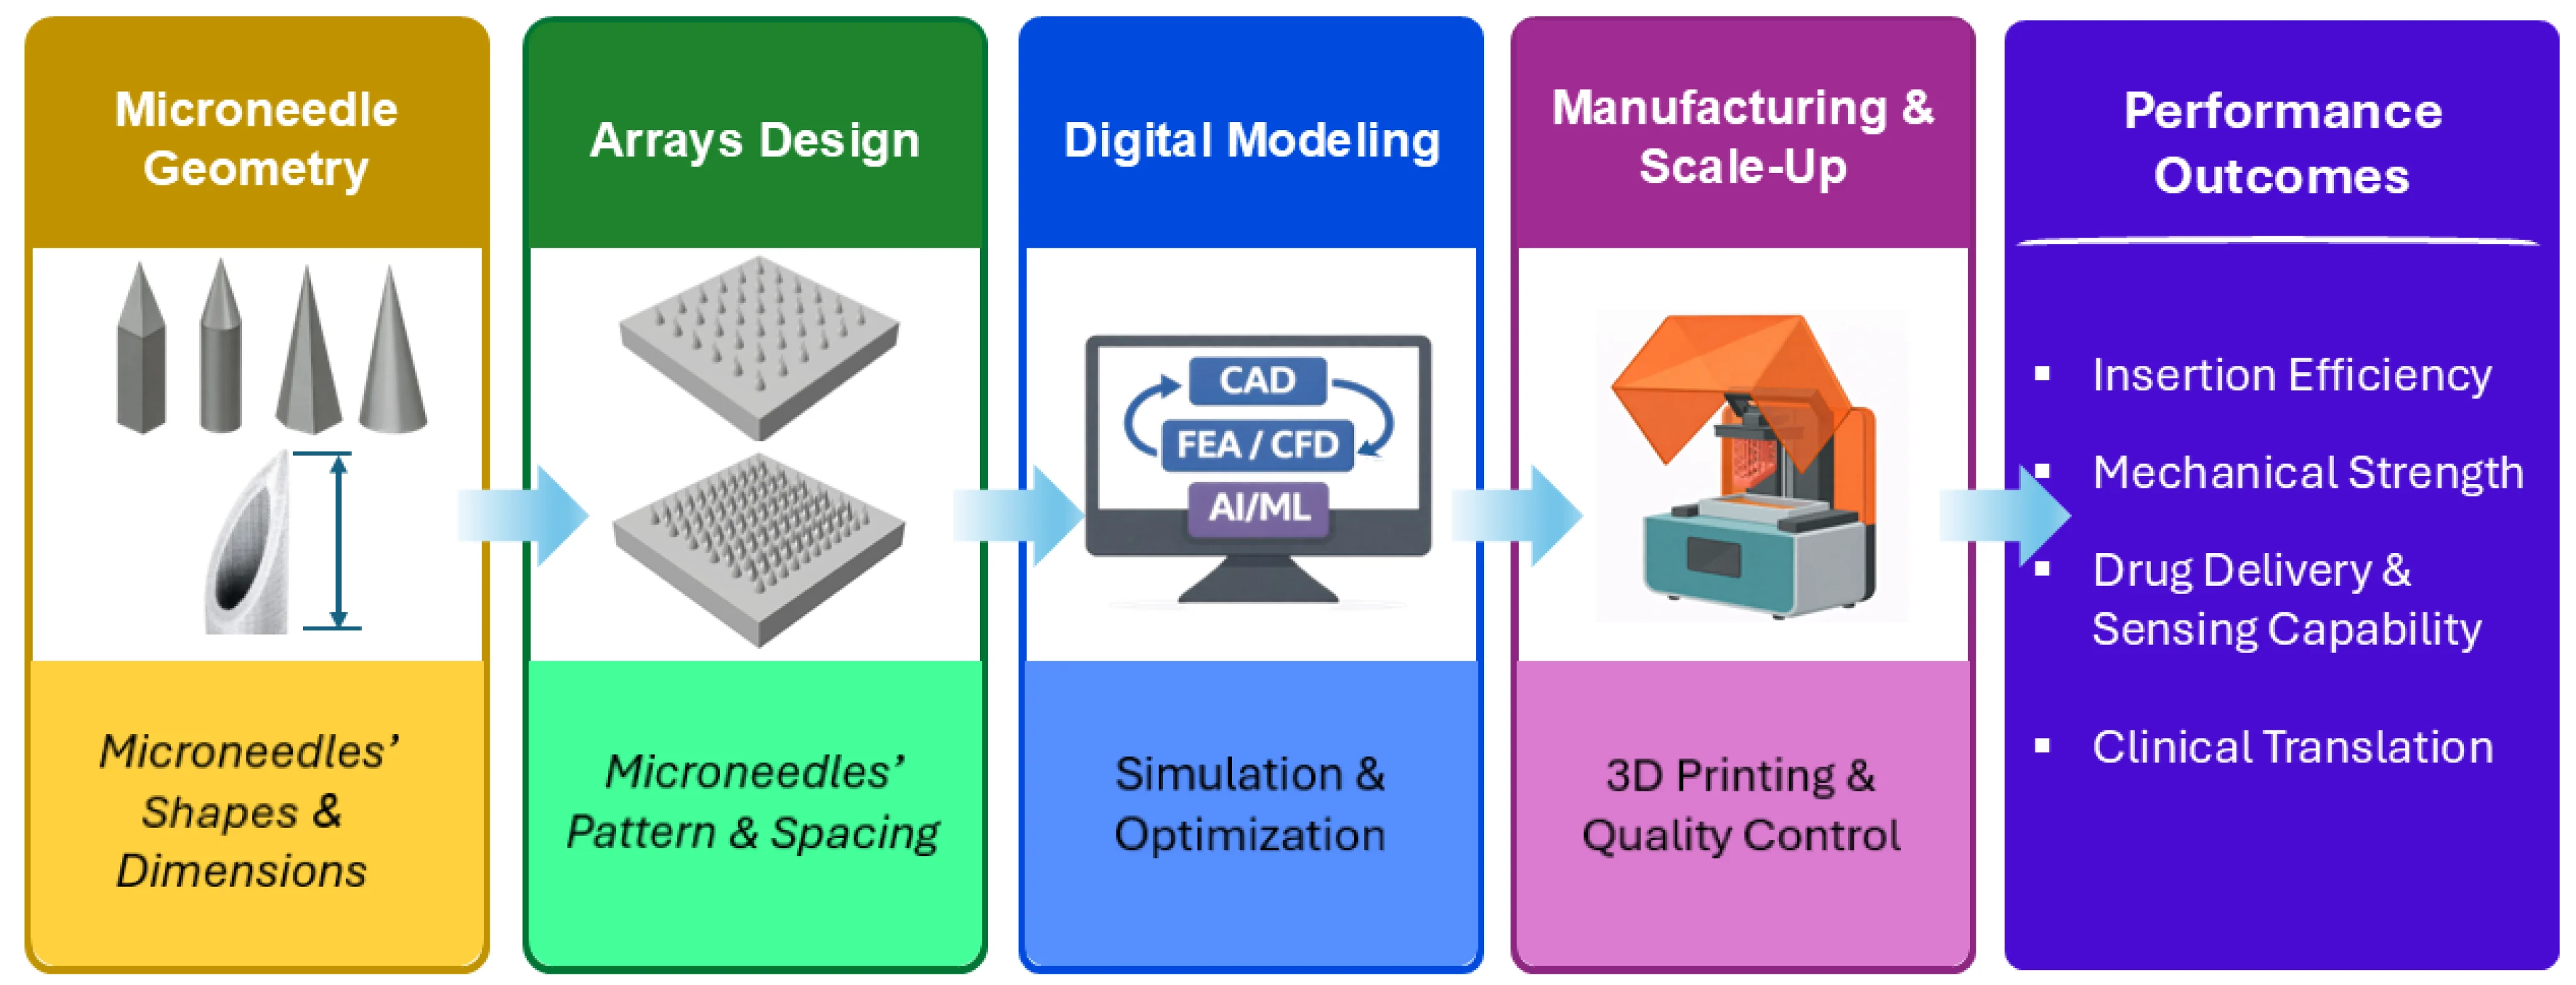 Microneedle
Geometry
Microneedles’
Shapes &
Dimensions
Arrays Design
Microneedles’
Pattern & Spacing
Digital Modeling
CAD
FEA / CFD
AI/ML
Simulation &
Optimization
Manufacturing &
Scale-Up
3D Printing &
Quality Control
Performance
Outcomes
▪ Insertion Efficiency
▪ Mechanical Strength
▪ Drug Delivery &
Sensing Capability
▪ Clinical Translation